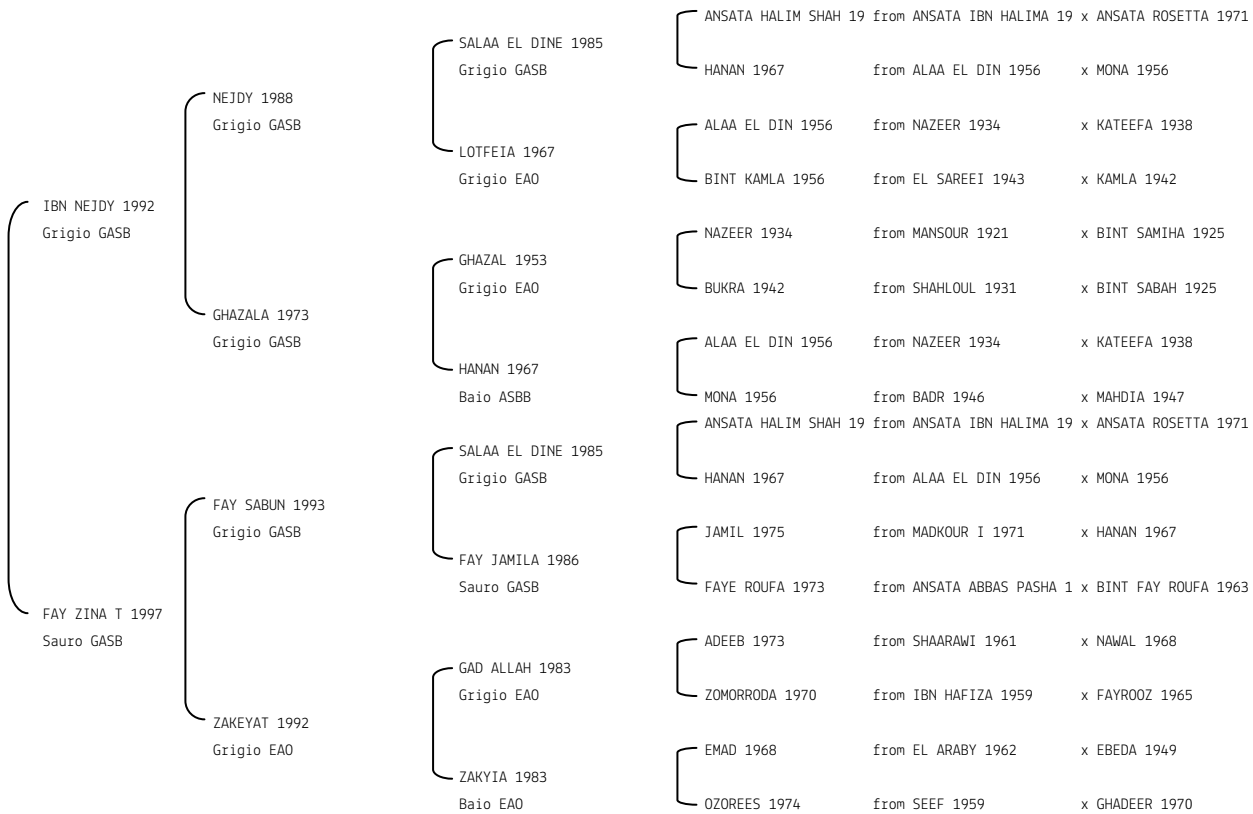 ANSATA HALIM SHAH 19 from ANSATA IBN HALIMA 19 x ANSATA ROSETTA 1971
SALAA EL DINE 1985
Grigio GASB
HANAN 1967 from ALAA EL DIN 1956 x MONA 1956
NEJDY 1988
Grigio GASB
ALAA EL DIN 1956 from NAZEER 1934 x KATEEFA 1938
LOTFEIA 1967
Grigio EAO
BINT KAMLA 1956 from EL SAREEI 1943 x KAMLA 1942
IBN NEJDY 1992
Grigio GASB
NAZEER 1934 from MANSOUR 1921 x BINT SAMIHA 1925
GHAZAL 1953
Grigio EAO
BUKRA 1942 from SHAHLOUL 1931 x BINT SABAH 1925
GHAZALA 1973
Grigio GASB
ALAA EL DIN 1956 from NAZEER 1934 x KATEEFA 1938
HANAN 1967
Baio ASBB
MONA 1956 from BADR 1946 x MAHDIA 1947
ANSATA HALIM SHAH 19 from ANSATA IBN HALIMA 19 x ANSATA ROSETTA 1971
SALAA EL DINE 1985
Grigio GASB
HANAN 1967 from ALAA EL DIN 1956 x MONA 1956
FAY SABUN 1993
Grigio GASB
JAMIL 1975 from MADKOUR I 1971 x HANAN 1967
FAY JAMILA 1986
Sauro GASB
FAYE ROUFA 1973 from ANSATA ABBAS PASHA 1 x BINT FAY ROUFA 1963
FAY ZINA T 1997
Sauro GASB
ADEEB 1973 from SHAARAWI 1961 x NAWAL 1968
GAD ALLAH 1983
Grigio EAO
ZOMORRODA 1970 from IBN HAFIZA 1959 x FAYROOZ 1965
ZAKEYAT 1992
Grigio EAO
EMAD 1968 from EL ARABY 1962 x EBEDA 1949
ZAKYIA 1983
Baio EAO
OZOREES 1974 from SEEF 1959 x GHADEER 1970